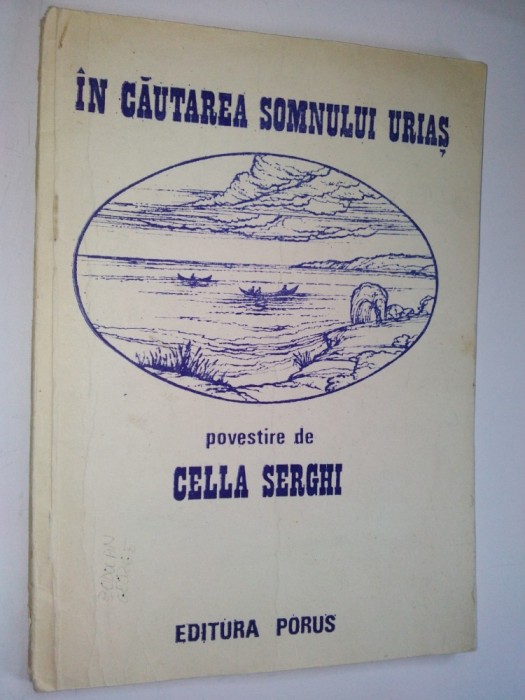 ÎN CĂUTAREA SOMNULUI URIAȘ
povestire de
CELLA SERGHI
EDITURA PORUS